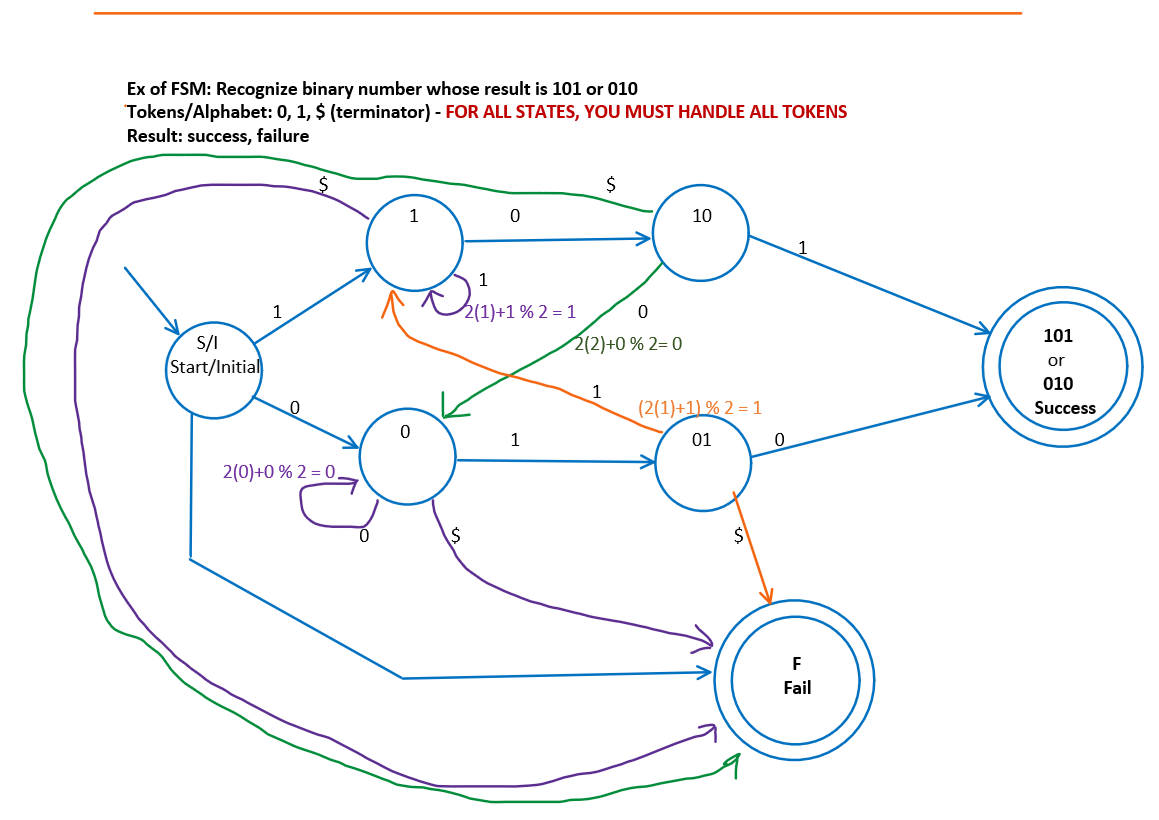 Ex of FSM: Recognize binary number whose result is 101 or 010
Tokens/Alphabet: 0, 1, $ (terminator) - FOR ALL STATES, YOU MUST HANDLE ALL TOKENS
Result: success, failure
$
$
1
0
10
1
1
2(1)+1 % 2 = 1
1
0
2(2)+0 % 2= 0
S/I
Start/Initial
101
or
010
Success
0
1
(2(1)+1) % 2 = 1
0
1
01
0
2(0)+0 % 2 = 0
0
$
$
F
Fail